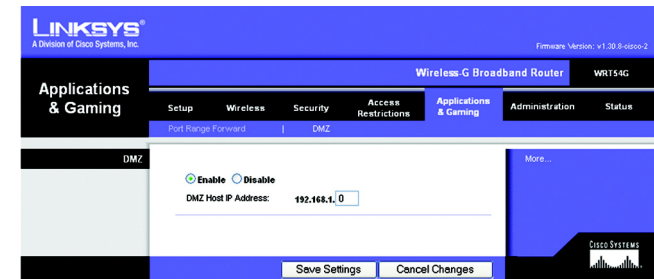 LINKSYS®
A Division of Cisco Systems, Inc.
Firmware Version: v1.30.8-cisco-2
Wireless-G Broadband Router WRT54G
Applications & Gaming
Setup Wireless Security Access Restrictions Applications & Gaming Administration Status
Port Range Forward | DMZ
DMZ
More...
Enable Disable
DMZ Host IP Address: 192.168.1. 0
CISCO SYSTEMS
Save Settings Cancel Changes